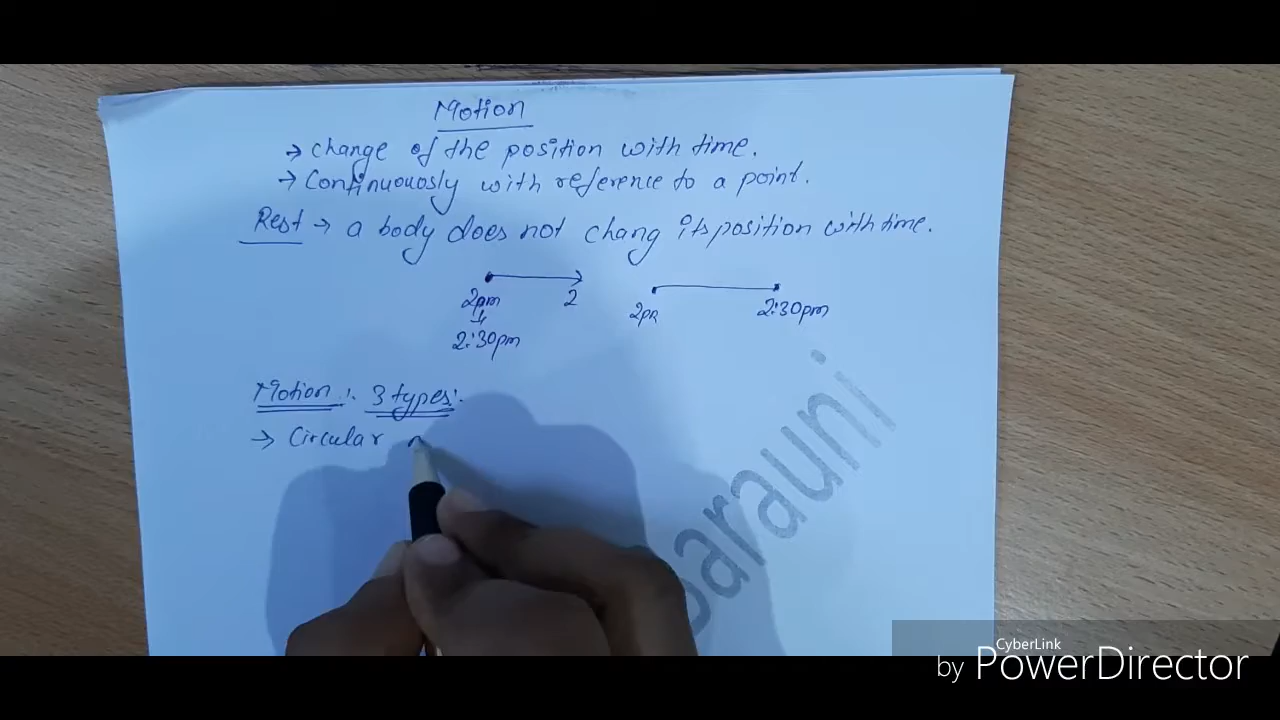 Motion
→ change of the position with time.
→ Continuously with reference to a point.
Rest → a body does not chang its position with time.
2pm
↓
2:30pm
2
2pm
2:30pm
Motion :. 3 types:.
→ Circular
barauni
CyberLink
by PowerDirector